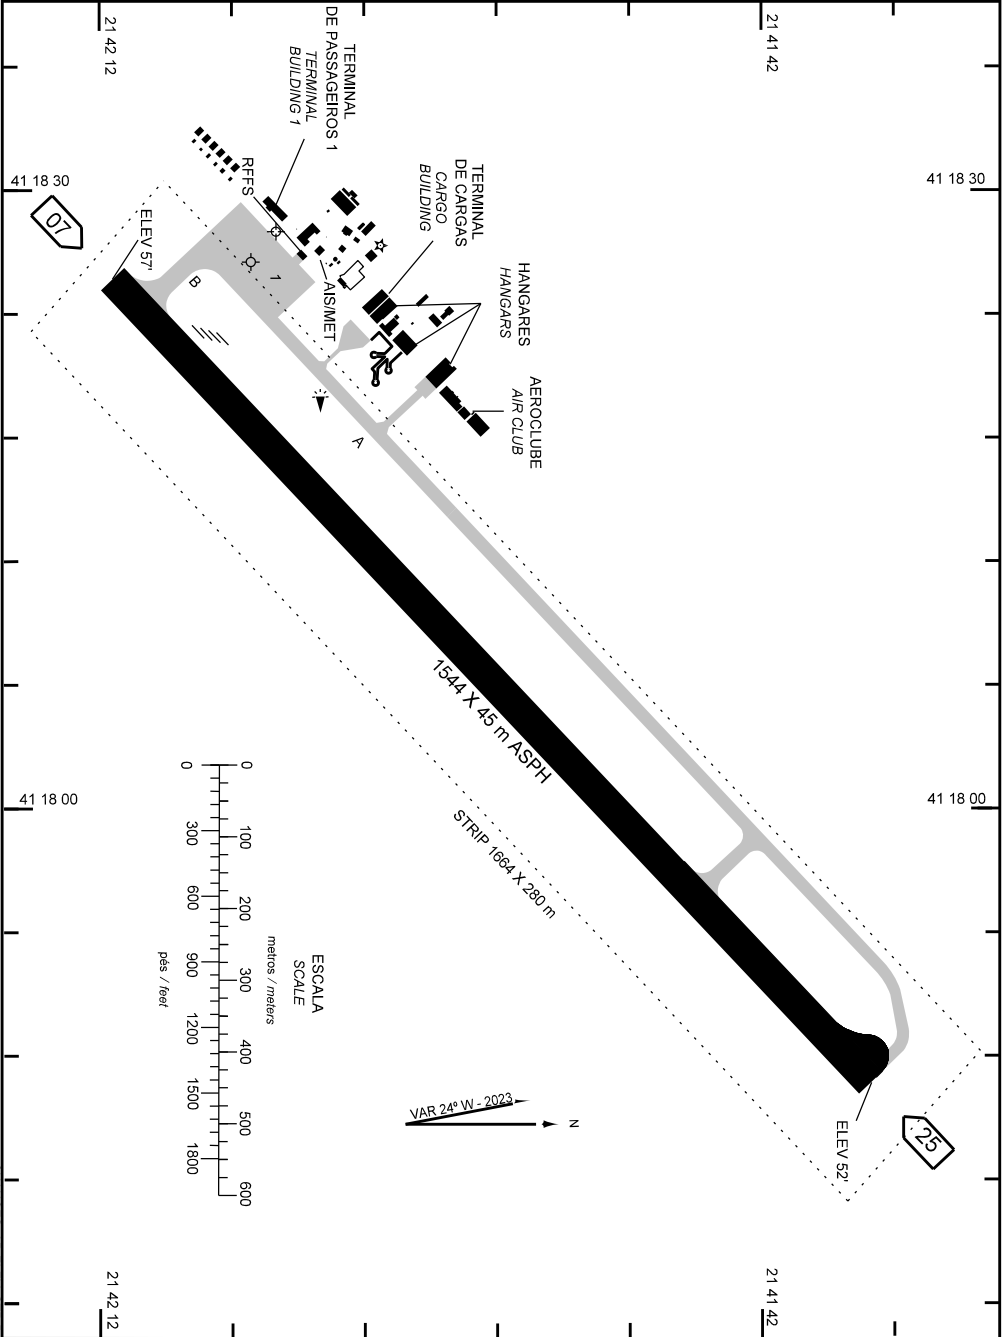 21 42 12
21 41 42
TERMINAL
DE PASSAGEIROS 1
TERMINAL
BUILDING 1
TERMINAL
DE CARGAS
CARGO
BUILDING
41 18 30
41 18 30
RFFS
07
ELEV 57'
B
1
AIS/MET
HANGARES
HANGARS
AEROCLUBE
AIR CLUB
A
1544 X 45 m ASPH
STRIP 1664 X 280 m
41 18 00
41 18 00
ESCALA
SCALE
metros / meters
0
100
200
300
400
500
600
0
300
600
900
1200
1500
1800
pés / feet
VAR 24º W - 2023
N
ELEV 52'
25
21 42 12
21 41 42